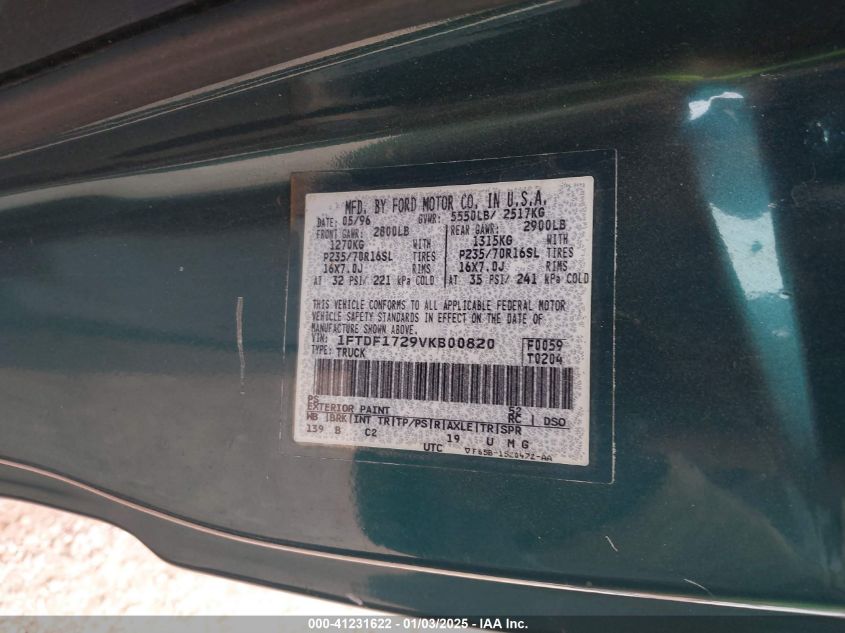 MFD. BY FORD MOTOR CO. IN U.S.A.
DATE: 05/96 GVWR: 5550LB/ 2517KG
FRONT GAWR: 2800LB REAR GAWR: 2900LB
1270KG WITH 1315KG WITH
P235/70R16SL TIRES P235/70R16SL TIRES
16X7.0J RIMS 16X7.0J RIMS
AT 32 PSI/ 221 kPa COLD AT 35 PSI/ 241 kPa COLD
THIS VEHICLE CONFORMS TO ALL APPLICABLE FEDERAL MOTOR
VEHICLE SAFETY STANDARDS IN EFFECT ON THE DATE OF
MANUFACTURE SHOWN ABOVE.
VIN: 1FTDF1729VKB00820 F0059
TYPE: TRUCK T0204
PS 52
EXTERIOR PAINT RC DSO
WB BRK INT TR TP/PS R AXLE TR SPR
139 B C2 19 U M G
UTC
000-41231622 - 01/03/2025 - IAA Inc.